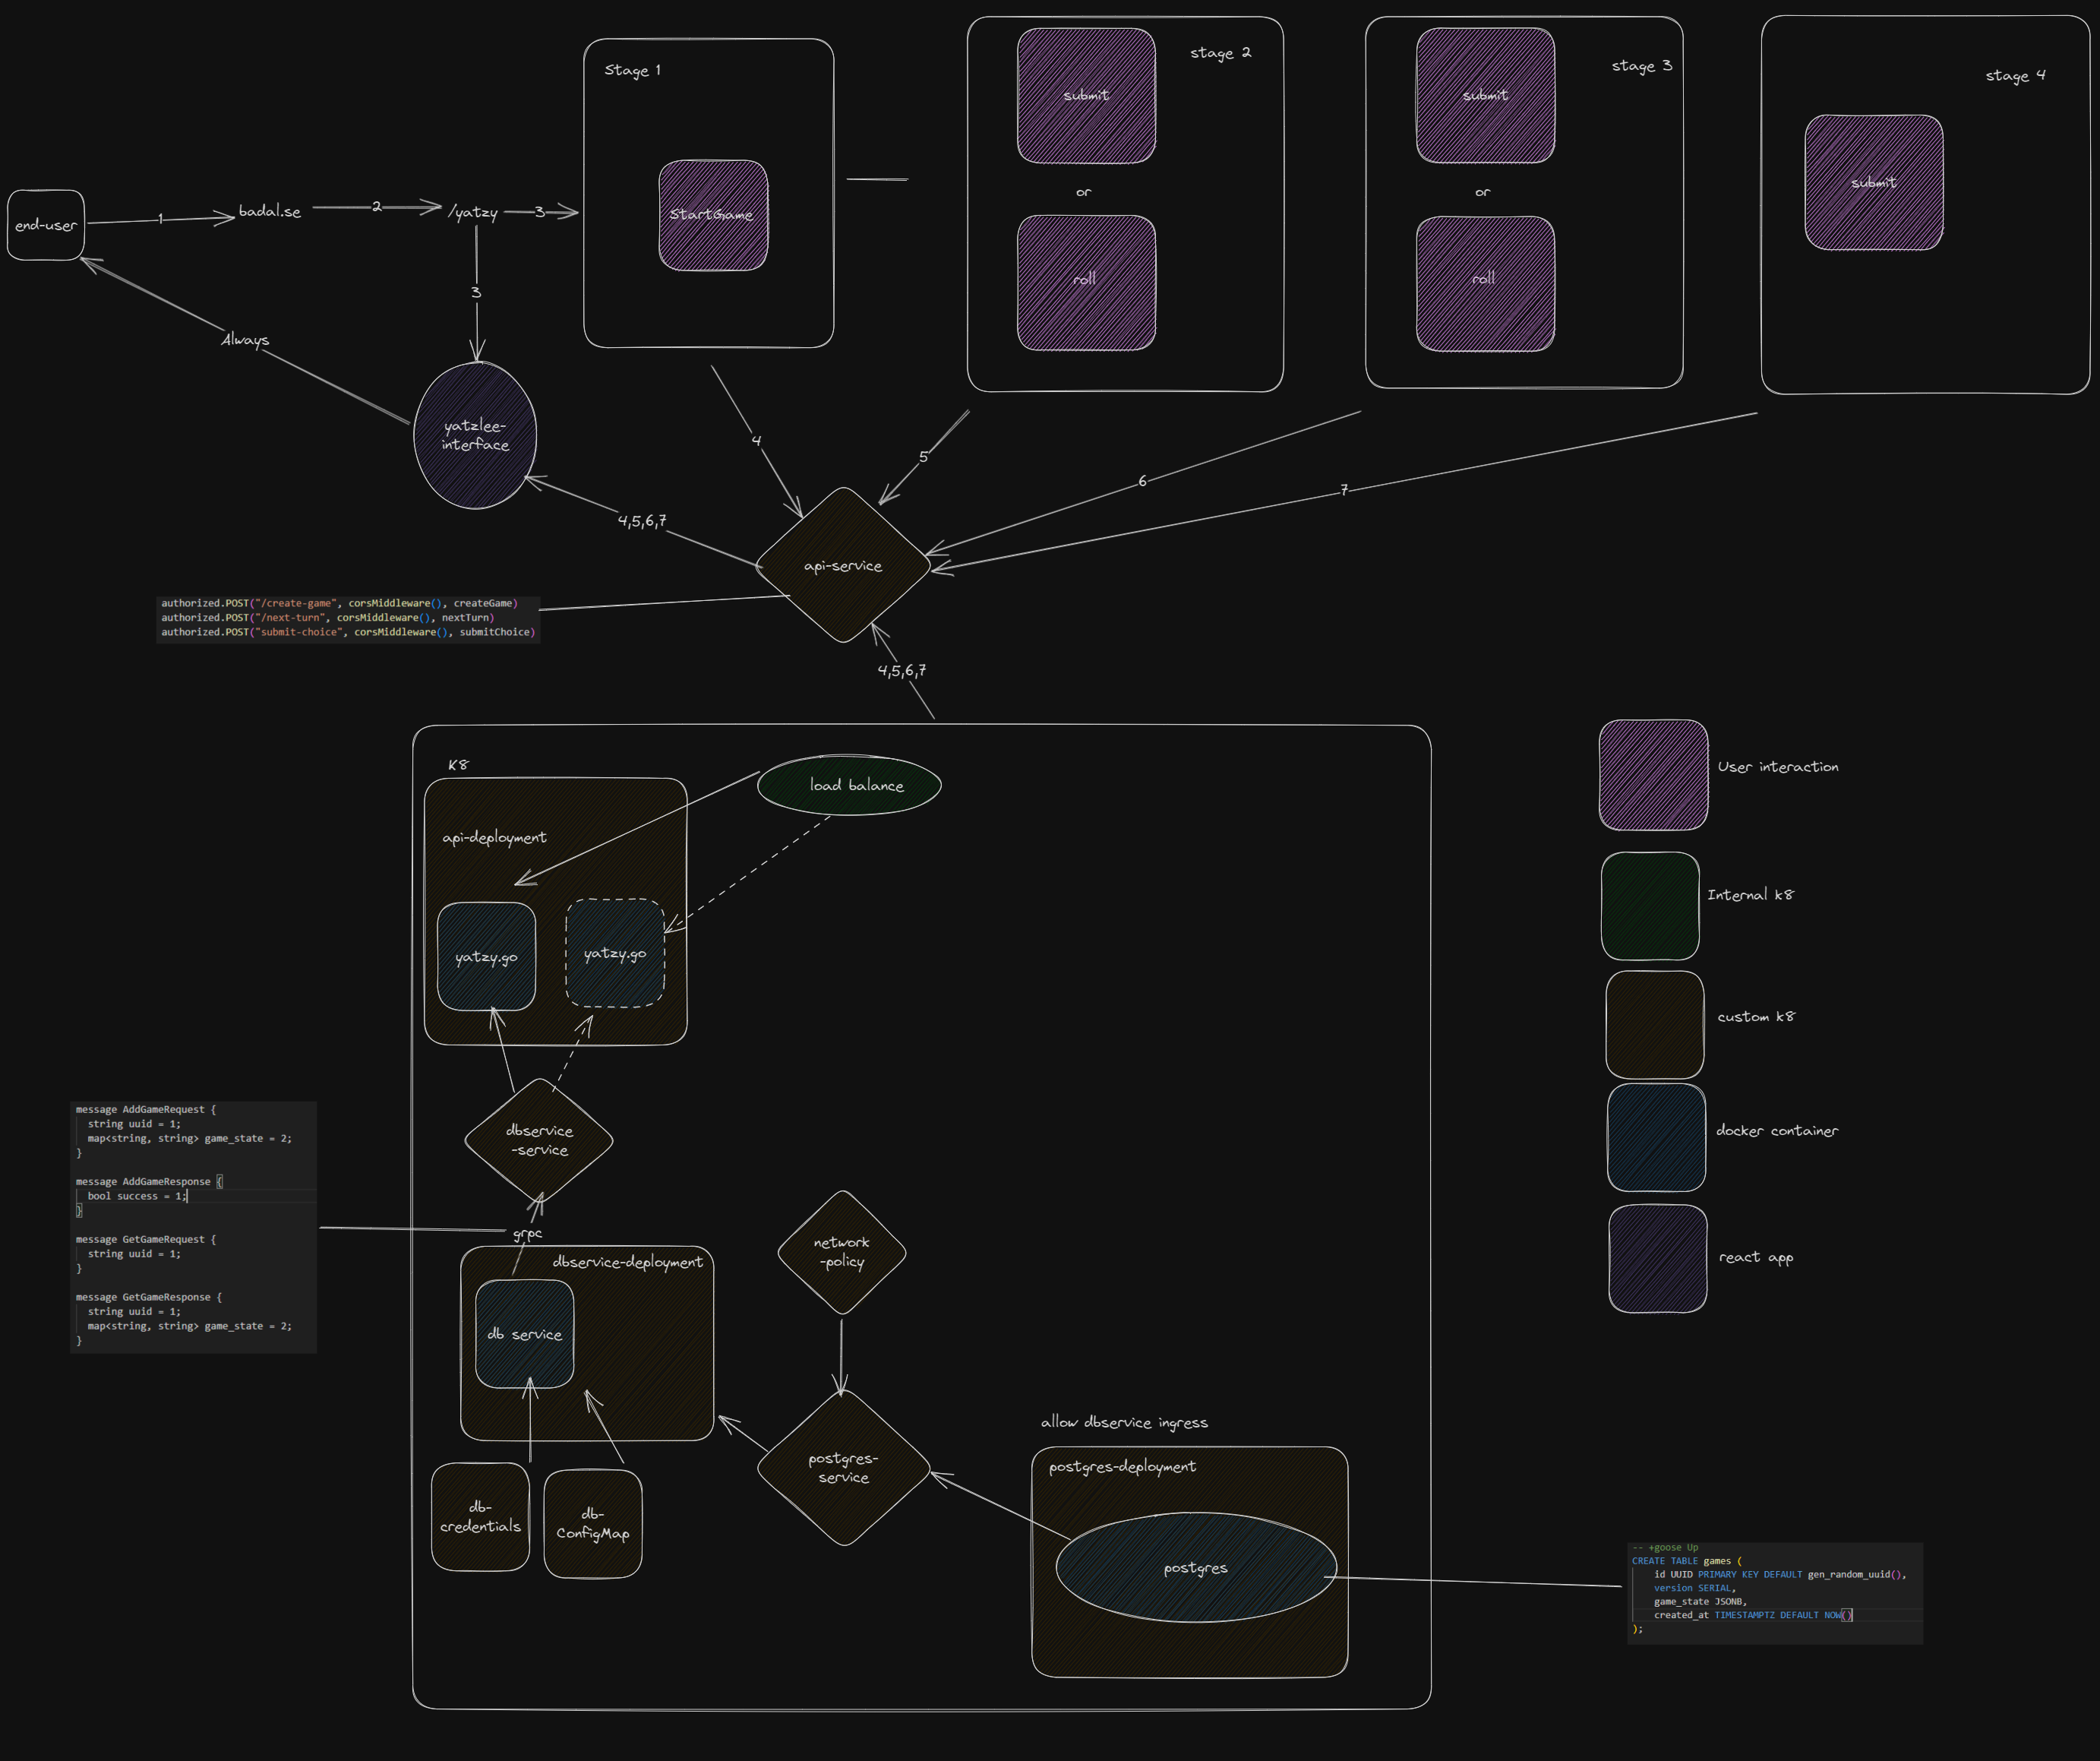 Stage 1
StartGame
submit
stage 2
or
roll
submit
stage 3
or
roll
stage 4
submit
end-user
1
badal.se
2
/yatzy
3
3
Always
yatzlee-
interface
4
5
6
7
4,5,6,7
api-service
authorized.POST("/create-game", corsMiddleware(), createGame)
authorized.POST("/next-turn", corsMiddleware(), nextTurn)
authorized.POST("submit-choice", corsMiddleware(), submitChoice)
4,5,6,7
K8
load balance
api-deployment
yatzy.go
yatzy.go
dbservice
-service
grpc
message AddGameRequest {
string uuid = 1;
map<string, string> game_state = 2;
}
message AddGameResponse {
bool success = 1;
}
message GetGameRequest {
string uuid = 1;
}
message GetGameResponse {
string uuid = 1;
map<string, string> game_state = 2;
}
dbservice-deployment
db service
network
-policy
db-
credentials
db-
ConfigMap
postgres-
service
allow dbservice ingress
postgres-deployment
postgres
-- +goose Up
CREATE TABLE games (
id UUID PRIMARY KEY DEFAULT gen_random_uuid(),
version SERIAL,
game_state JSONB,
created_at TIMESTAMPTZ DEFAULT NOW()
);
User interaction
Internal k8
custom k8
docker container
react app